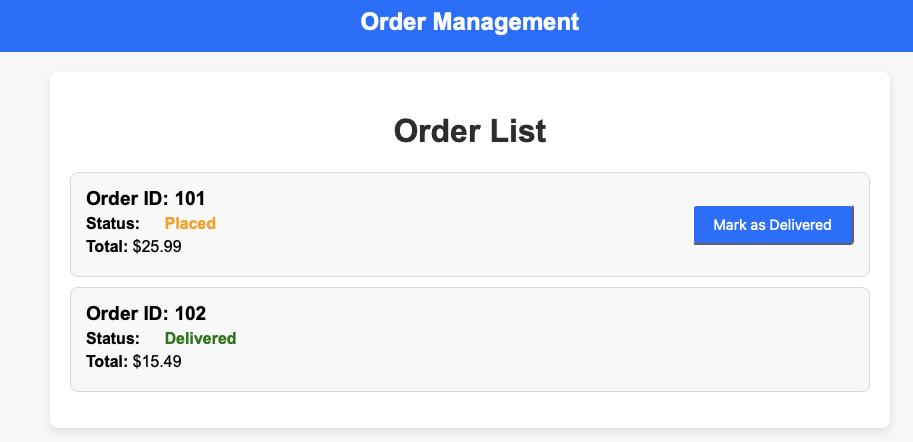 Order Management
Order List
Order ID: 101
Status: Placed
Total: $25.99
Mark as Delivered
Order ID: 102
Status: Delivered
Total: $15.49